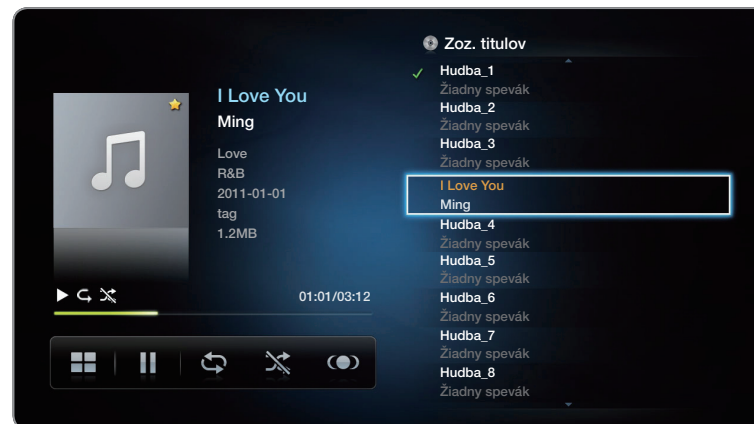 I Love You
Ming
Love
R&B
2011-01-01
tag
1.2MB
01:01/03:12
Zoz. titulov
Hudba_1
Žiadny spevák
Hudba_2
Žiadny spevák
Hudba_3
Žiadny spevák
I Love You
Ming
Hudba_4
Žiadny spevák
Hudba_5
Žiadny spevák
Hudba_6
Žiadny spevák
Hudba_7
Žiadny spevák
Hudba_8
Žiadny spevák